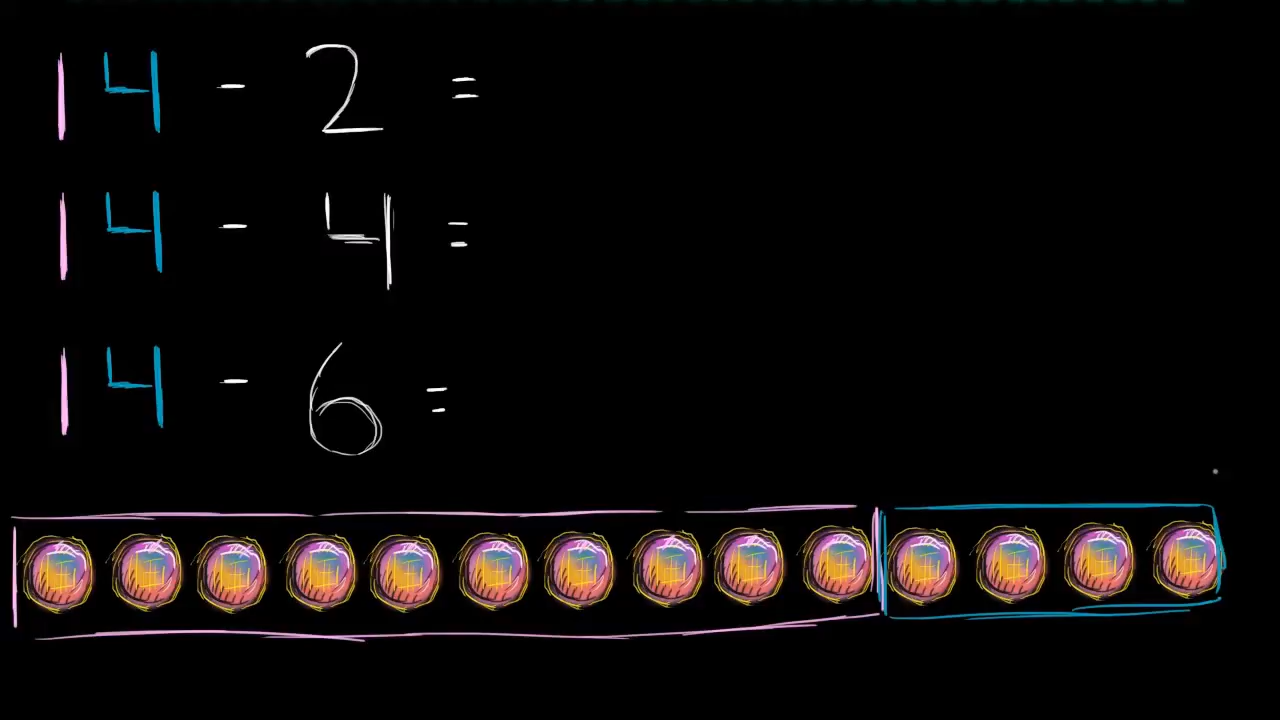 14 - 2 =
14 - 4 =
14 - 6 =